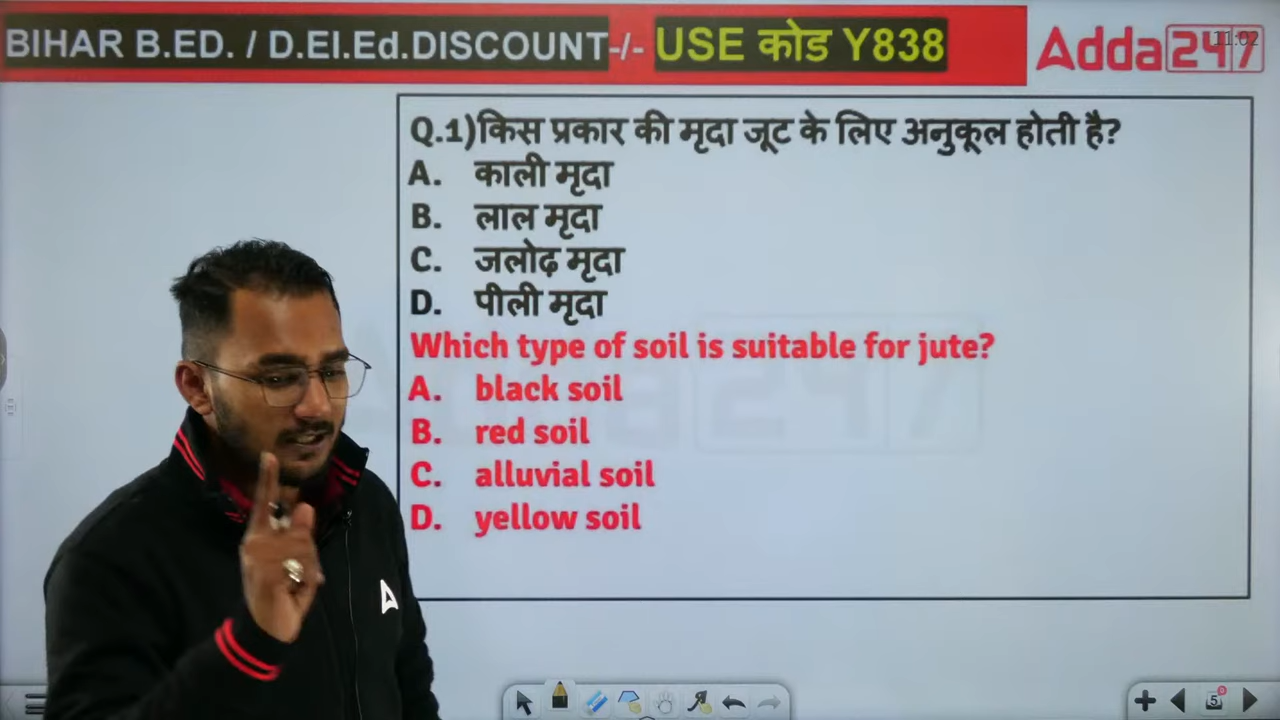 BIHAR B.ED. / D.El.Ed.DISCOUNT-/- USE कोड Y838
Adda247
11:02
Q.1)किस प्रकार की मृदा जूट के लिए अनुकूल होती है?
A. काली मृदा
B. लाल मृदा
C. जलोढ़ मृदा
D. पीली मृदा
Which type of soil is suitable for jute?
A. black soil
B. red soil
C. alluvial soil
D. yellow soil
5